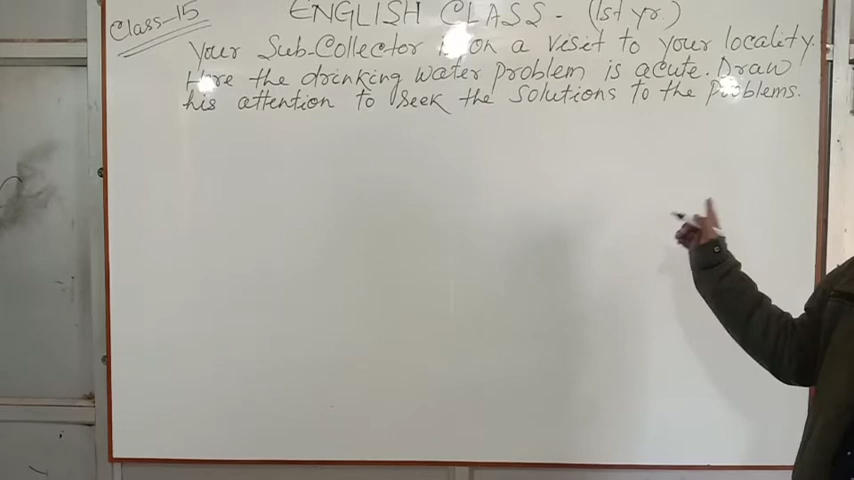 Class-15
ENGLISH CLASS - (1st yr.)
Your Sub-Collector is on a visit to your locality.
Here the drinking water problem is acute. Draw
his attention to seek the solutions to the problems.